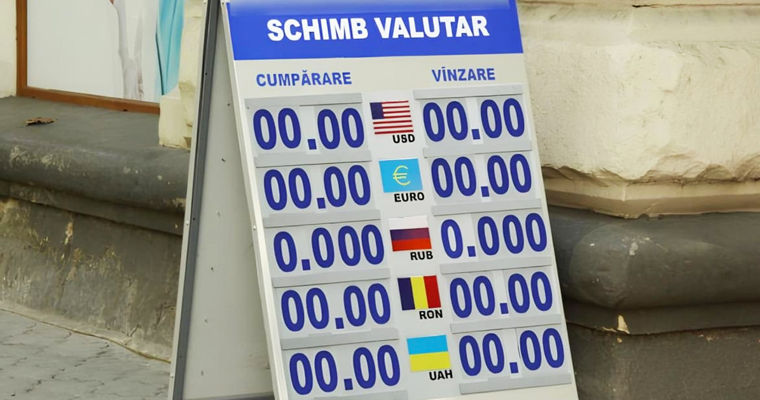 SCHIMB VALUTAR
CUMPĂRARE VÎNZARE
00.00 USD 00.00
00.00 € EURO 00.00
0.000 RUB 0.000
00.00 RON 00.00
00.00 UAH 00.00